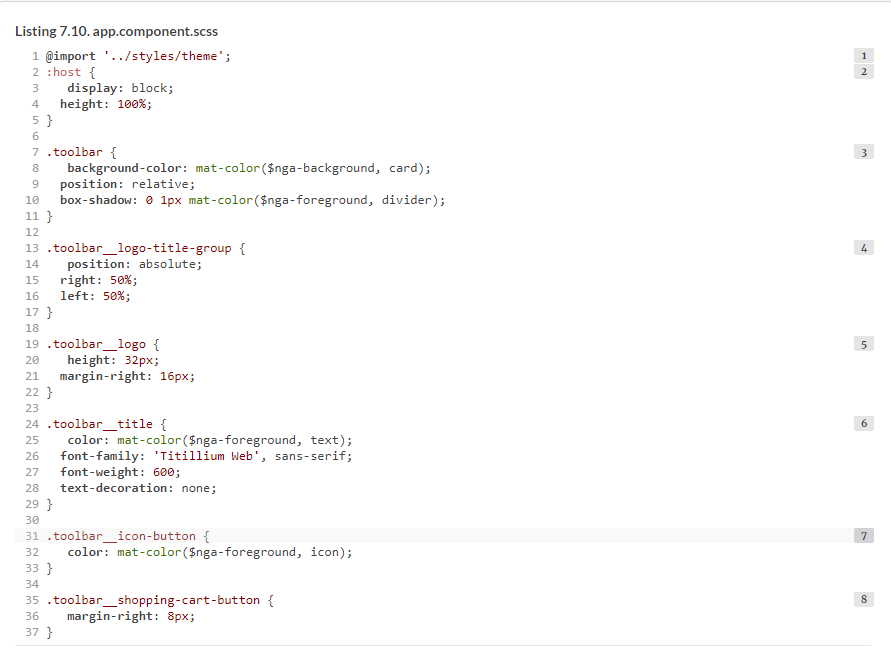 Listing 7.10. app.component.scss
1 @import '../styles/theme'; 1
2 :host { 2
3    display: block;
4   height: 100%;
5 }
6
7 .toolbar { 3
8    background-color: mat-color($nga-background, card);
9   position: relative;
10   box-shadow: 0 1px mat-color($nga-foreground, divider);
11 }
12
13 .toolbar__logo-title-group { 4
14    position: absolute;
15   right: 50%;
16   left: 50%;
17 }
18
19 .toolbar__logo { 5
20    height: 32px;
21   margin-right: 16px;
22 }
23
24 .toolbar__title { 6
25    color: mat-color($nga-foreground, text);
26   font-family: 'Titillium Web', sans-serif;
27   font-weight: 600;
28   text-decoration: none;
29 }
30
31 .toolbar__icon-button { 7
32    color: mat-color($nga-foreground, icon);
33 }
34
35 .toolbar__shopping-cart-button { 8
36    margin-right: 8px;
37 }